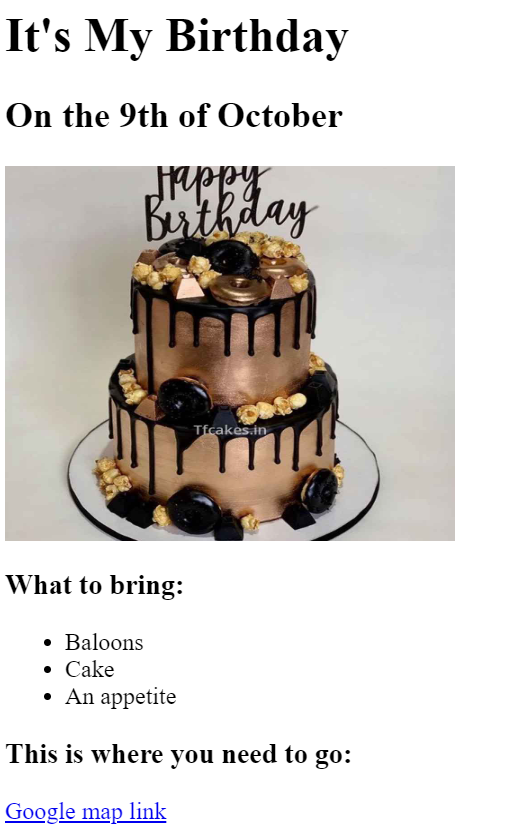 It's My Birthday
On the 9th of October
Happy
Birthday
Tfcakes.in
What to bring:
Baloons
Cake
An appetite
This is where you need to go:
Google map link